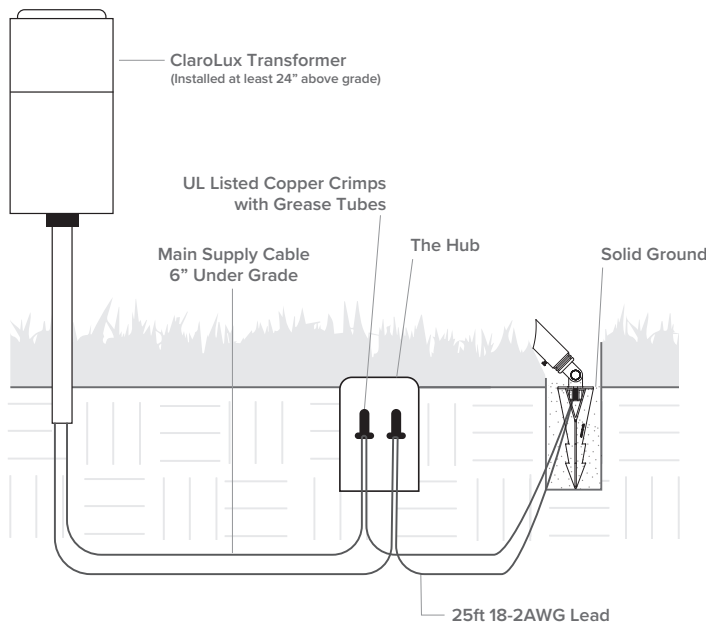 ClaroLux Transformer
(Installed at least 24” above grade)
UL Listed Copper Crimps
with Grease Tubes
The Hub
Main Supply Cable
6” Under Grade
Solid Ground
25ft 18-2AWG Lead